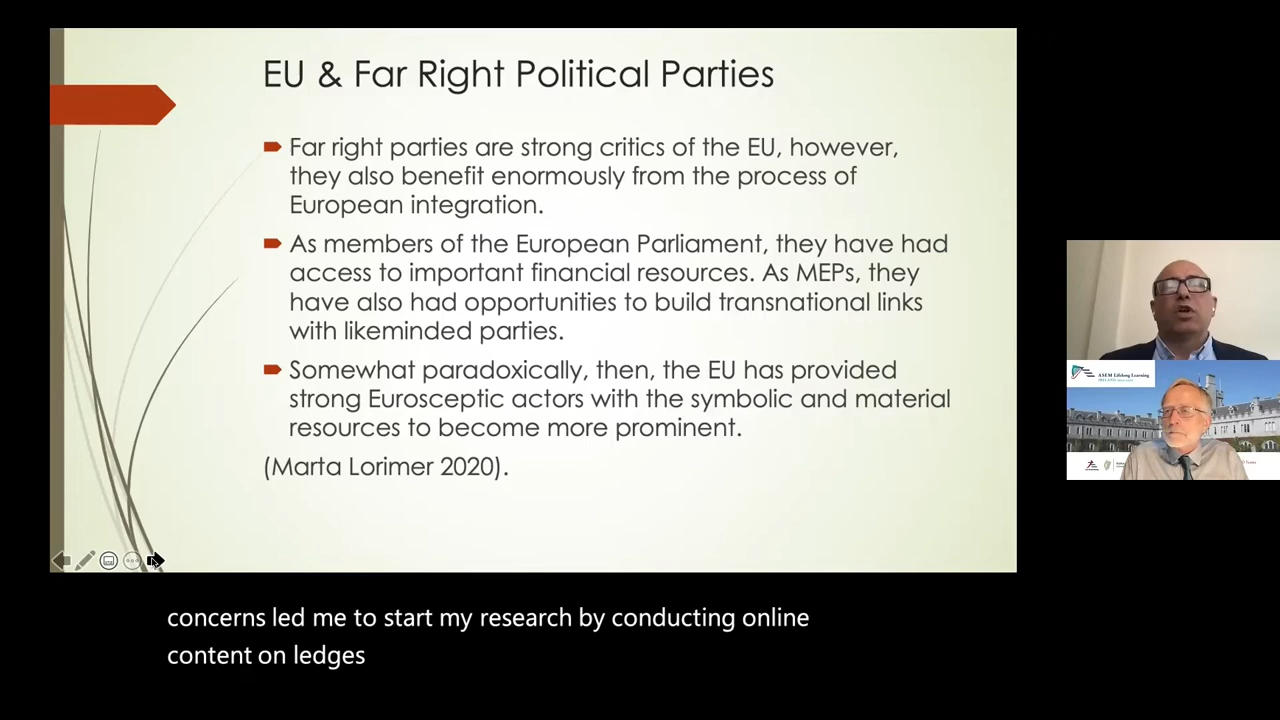 EU & Far Right Political Parties
Far right parties are strong critics of the EU, however,
they also benefit enormously from the process of
European integration.
As members of the European Parliament, they have had
access to important financial resources. As MEPs, they
have also had opportunities to build transnational links
with likeminded parties.
Somewhat paradoxically, then, the EU has provided
strong Eurosceptic actors with the symbolic and material
resources to become more prominent.
(Marta Lorimer 2020).
ASEM Lifelong Learning
concerns led me to start my research by conducting online
content on ledges